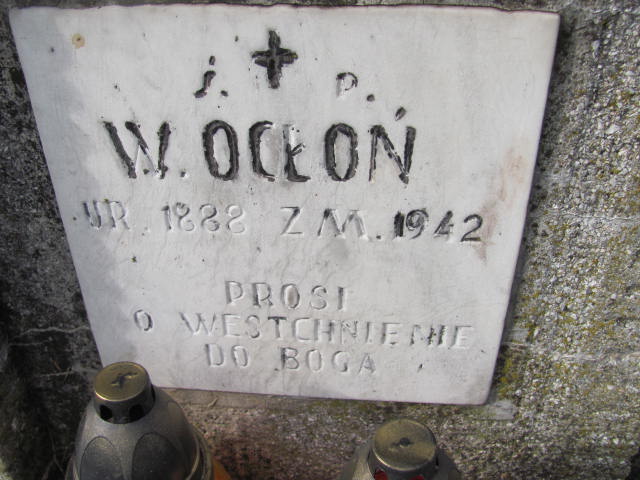 ś. p.
W. OCŁOŃ
UR. 1888 ZM. 1942
PROSI
O WESTCHNIENIE
DO BOGA